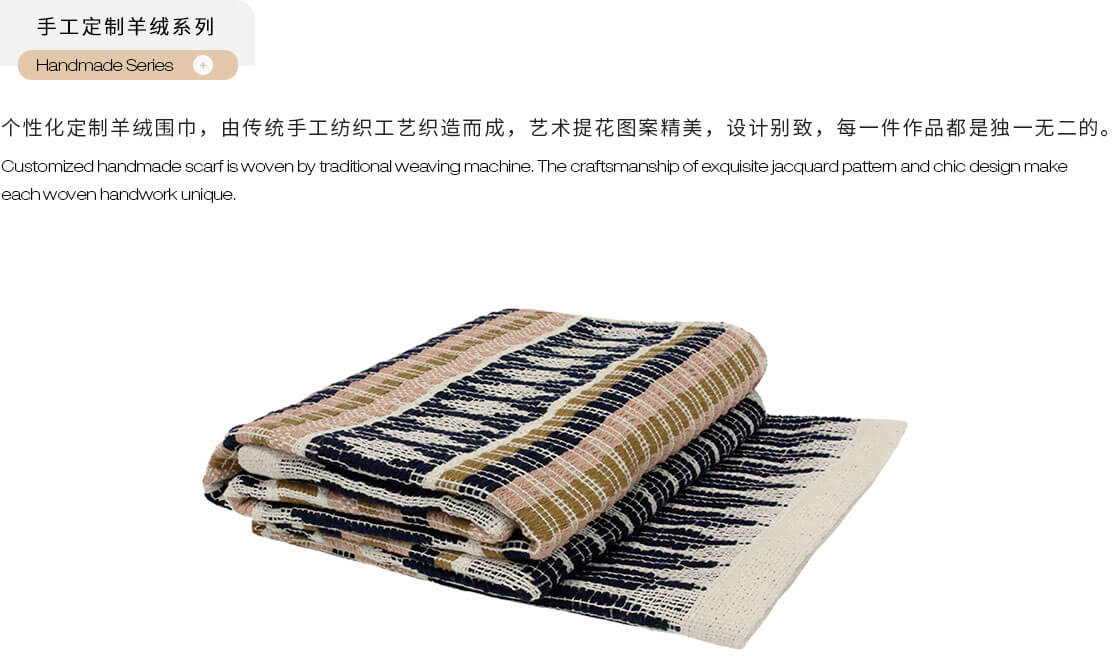 手工定制羊绒系列
Handmade Series +
个性化定制羊绒围巾，由传统手工纺织工艺织造而成，艺术提花图案精美，设计别致，每一件作品都是独一无二的。
Customized handmade scarf is woven by traditional weaving machine. The craftsmanship of exquisite jacquard pattern and chic design make
each woven handwork unique.